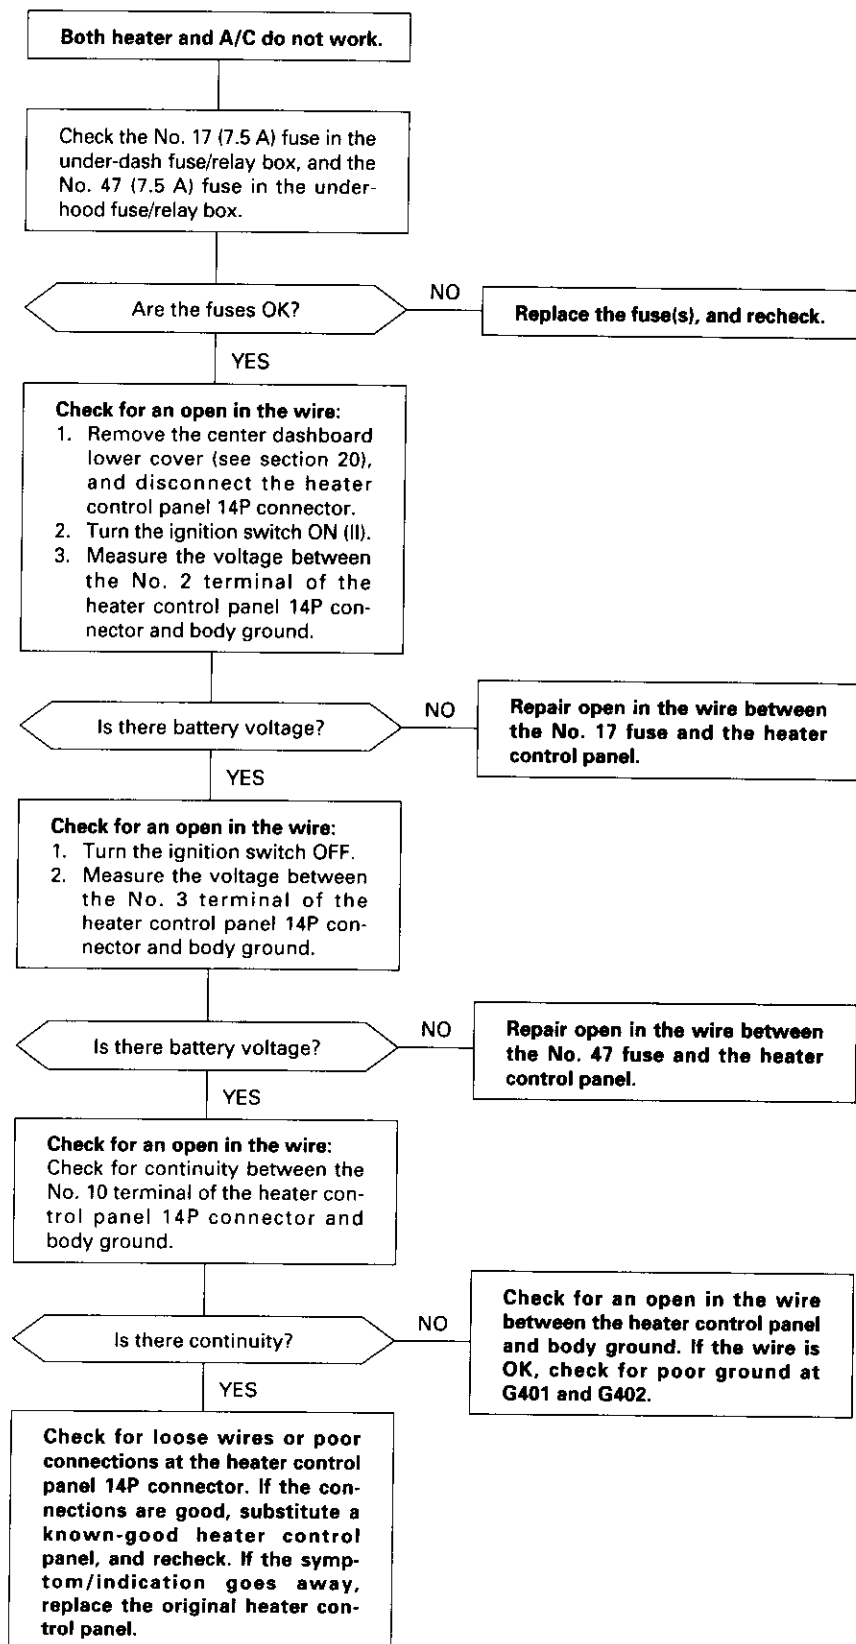 Both heater and A/C do not work.
Check the No. 17 (7.5 A) fuse in the
under-dash fuse/relay box, and the
No. 47 (7.5 A) fuse in the under-
hood fuse/relay box.
Are the fuses OK?
NO
Replace the fuse(s), and recheck.
YES
Check for an open in the wire:
1. Remove the center dashboard
lower cover (see section 20),
and disconnect the heater
control panel 14P connector.
2. Turn the ignition switch ON (II).
3. Measure the voltage between
the No. 2 terminal of the
heater control panel 14P con-
nector and body ground.
Is there battery voltage?
NO
Repair open in the wire between
the No. 17 fuse and the heater
control panel.
YES
Check for an open in the wire:
1. Turn the ignition switch OFF.
2. Measure the voltage between
the No. 3 terminal of the
heater control panel 14P con-
nector and body ground.
Is there battery voltage?
NO
Repair open in the wire between
the No. 47 fuse and the heater
control panel.
YES
Check for an open in the wire:
Check for continuity between the
No. 10 terminal of the heater con-
trol panel 14P connector and
body ground.
Is there continuity?
NO
Check for an open in the wire
between the heater control panel
and body ground. If the wire is
OK, check for poor ground at
G401 and G402.
YES
Check for loose wires or poor
connections at the heater control
panel 14P connector. If the con-
nections are good, substitute a
known-good heater control
panel, and recheck. If the symp-
tom/indication goes away,
replace the original heater con-
trol panel.